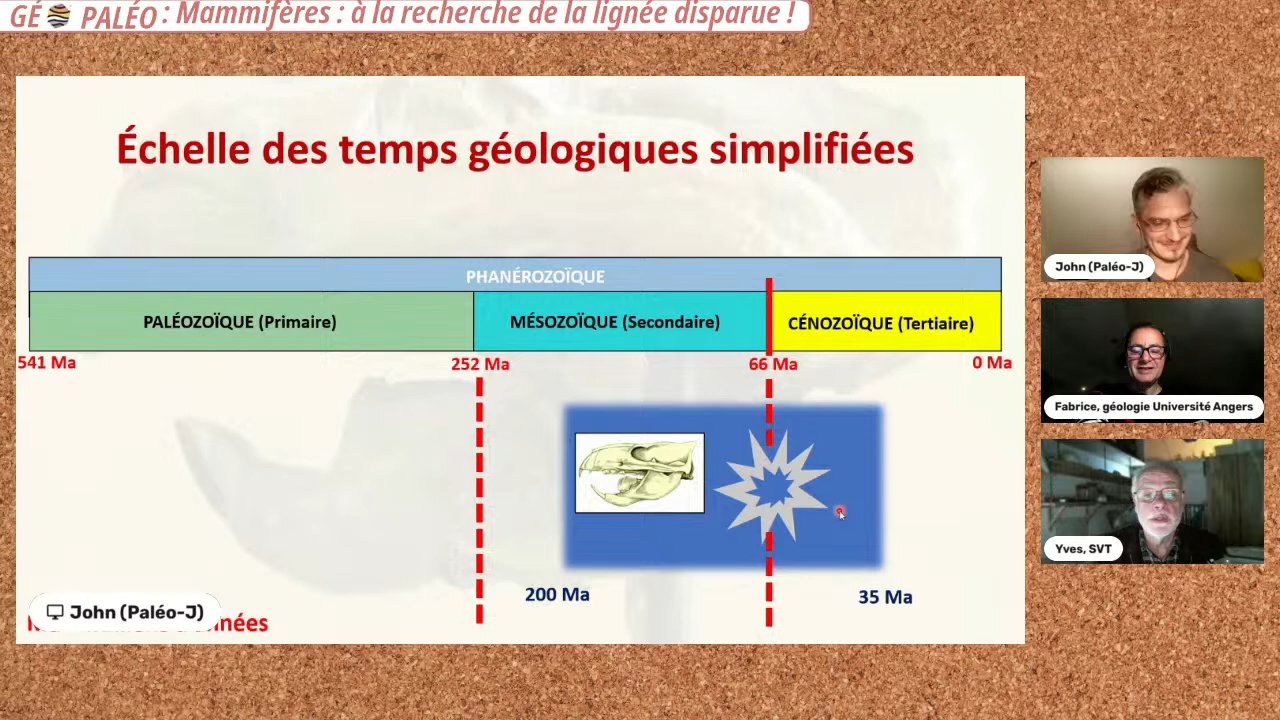 GÉ PALÉO : Mammifères : à la recherche de la lignée disparue !
Échelle des temps géologiques simplifiées
PHANÉROZOÏQUE
PALÉOZOÏQUE (Primaire)
MÉSOZOÏQUE (Secondaire)
CÉNOZOÏQUE (Tertiaire)
541 Ma
252 Ma
66 Ma
0 Ma
200 Ma
35 Ma
John (Paléo-J)
John (Paléo-J)
Fabrice, géologie Université Angers
Yves, SVT